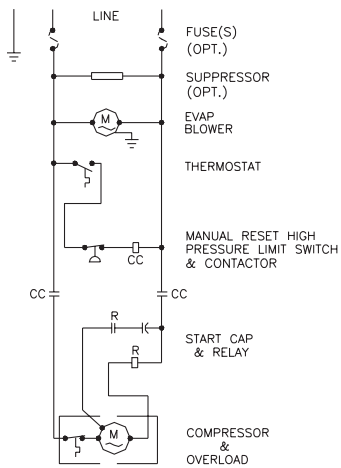 LINE
FUSE(S)
(OPT.)
SUPPRESSOR
(OPT.)
M
EVAP
BLOWER
THERMOSTAT
MANUAL RESET HIGH
PRESSURE LIMIT SWITCH
& CONTACTOR
CC
CC
CC
R
START CAP
& RELAY
R
M
COMPRESSOR
&
OVERLOAD